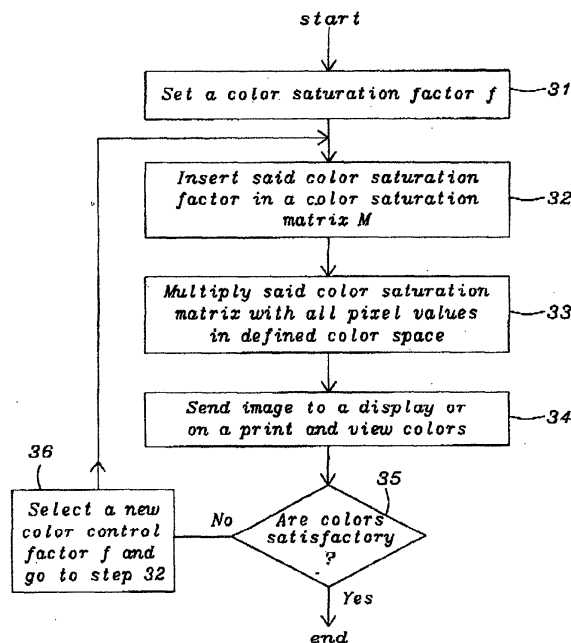 start
Set a color saturation factor f
31
Insert said color saturation
factor in a color saturation
matrix M
32
Multiply said color saturation
matrix with all pixel values
in defined color space
33
Send image to a display or
on a print and view colors
34
35
Are colors
satisfactory
?
No
36
Select a new
color control
factor f and
go to step 32
Yes
end